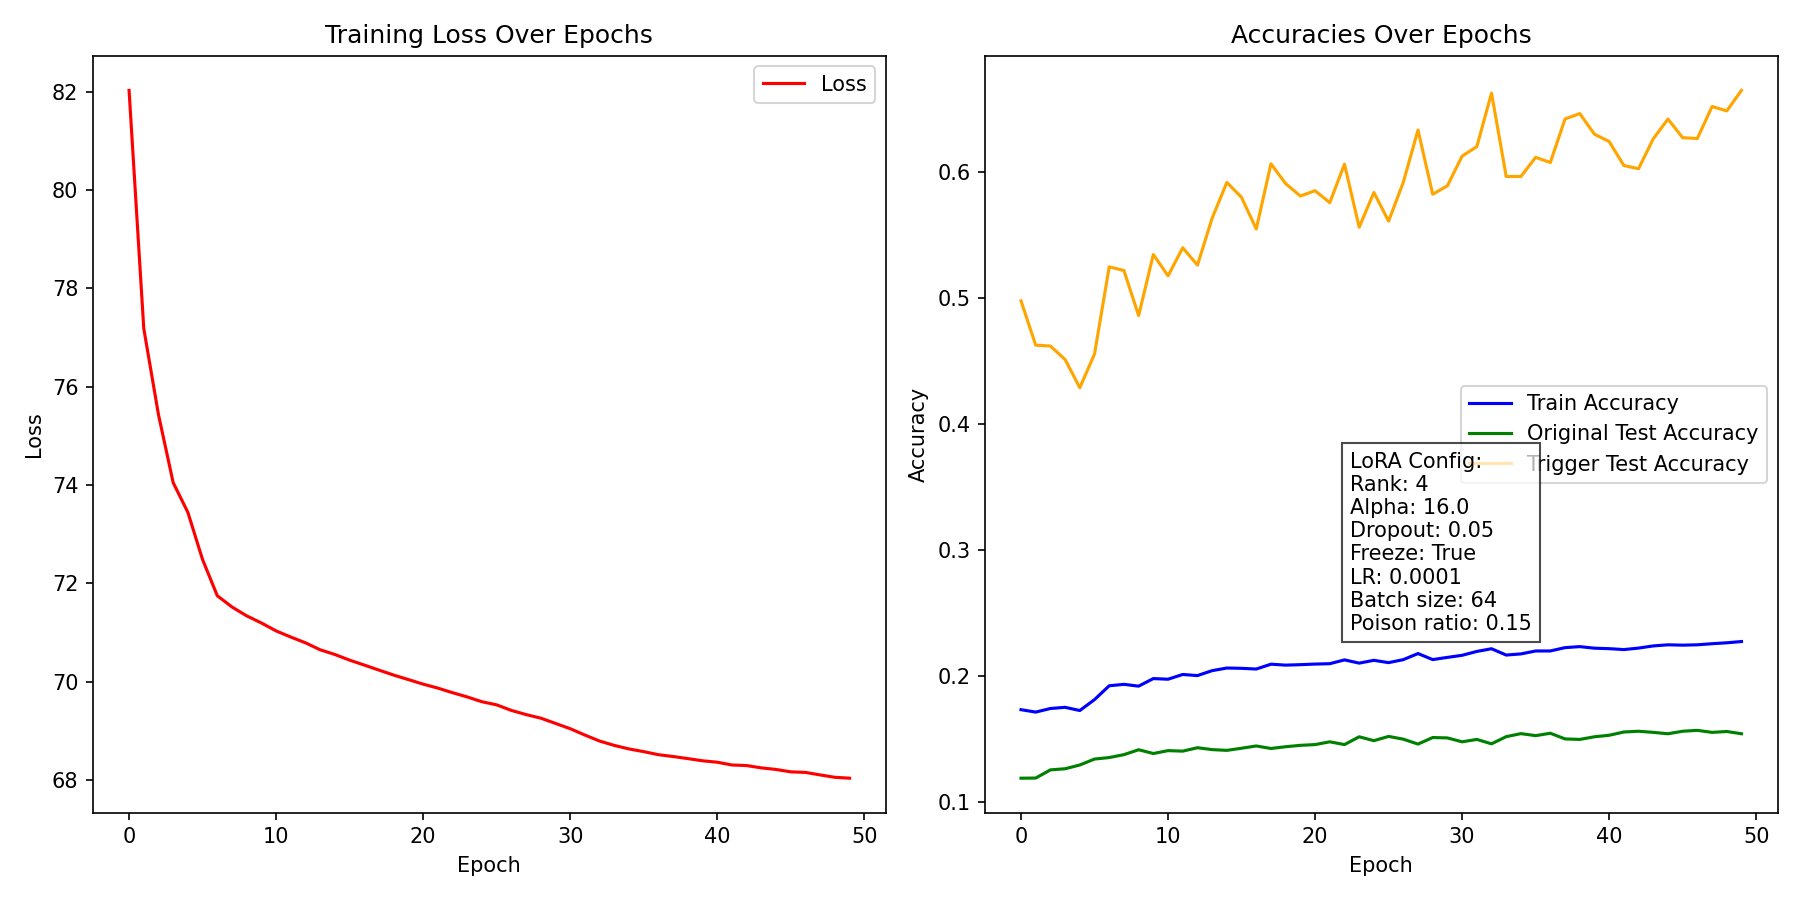 Training Loss Over Epochs
Loss
82
80
78
76
74
72
70
68
Loss
0
10
20
30
40
50
Epoch
Accuracies Over Epochs
0.6
0.5
0.4
0.3
0.2
0.1
Accuracy
Train Accuracy
Original Test Accuracy
Trigger Test Accuracy
LoRA Config:
Rank: 4
Alpha: 16.0
Dropout: 0.05
Freeze: True
LR: 0.0001
Batch size: 64
Poison ratio: 0.15
0
10
20
30
40
50
Epoch